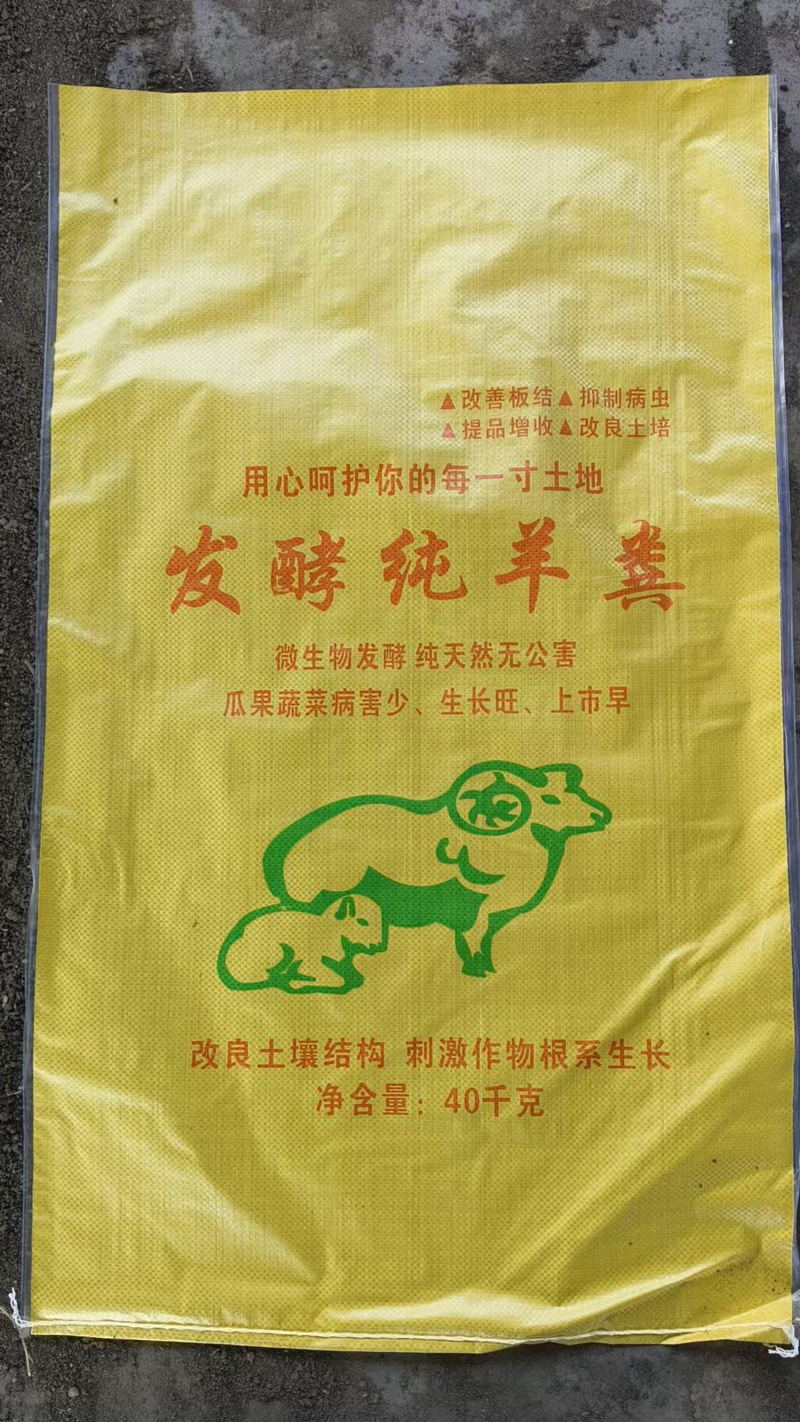 ▲改善板结▲抑制病虫
▲提品增收▲改良土培
用心呵护你的每一寸土地
发酵纯羊粪
微生物发酵 纯天然无公害
瓜果蔬菜病害少、生长旺、上市早
改良土壤结构 刺激作物根系生长
净含量：40千克